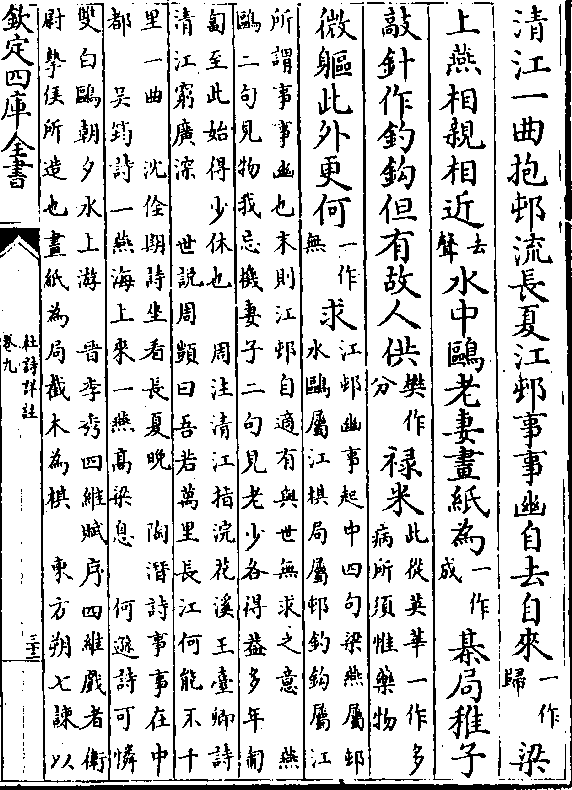 清江一曲抱邨流長夏江邨事事幽自去自來一作歸梁
上燕相親相近去聲水中鷗老妻畫紙為一作成棊局稚子
敲針作釣鈎但有故人供樊作分祿米此從英華一作多病所須惟藥物
微軀此外更何一作無求江邨幽事起中四句梁燕屬邨水鷗屬江棋局屬邨釣鈎屬江
所謂事事幽也末則江邨自適有與世無求之意 燕
鷗二句見物我忘機妻子二句見老少各得蓋多年匍
匐至此始得少休也 周注清江指浣花溪王臺卿詩
清江窮廣深 世説周顗曰吾若萬里長江何能不千
里一曲 沈佺期詩坐看長夏晚 陶潛詩事事在中
都 吳筠詩一燕海上來一燕高梁息 何遜詩可憐
雙白鷗朝夕水上游 晉李秀四維賦序四維戲者衛
尉摯侯所造也畫紙為局截木為棋 東方朔七諫以
欽定四庫全書
杜詩詳註
卷九